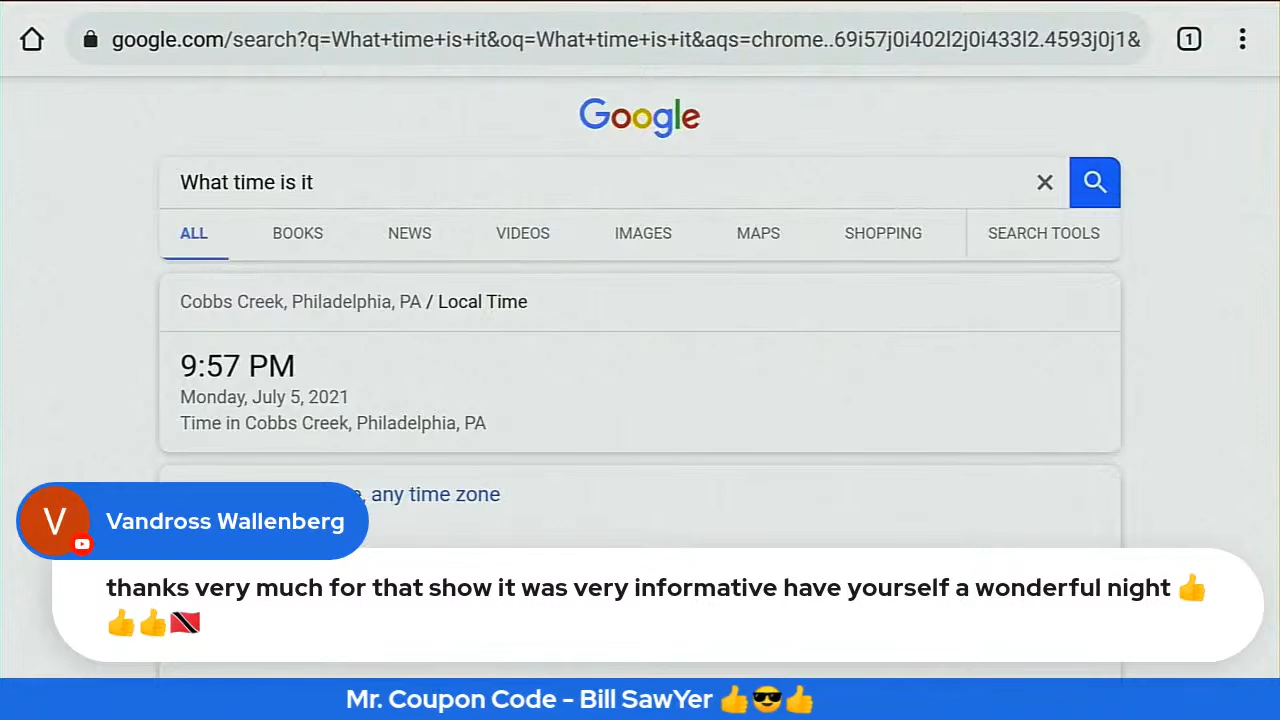 google.com/search?q=What+time+is+it&oq=What+time+is+it&aqs=chrome..69i57j0i402l2j0i433l2.4593j0j1&
1
Google
What time is it
ALL BOOKS NEWS VIDEOS IMAGES MAPS SHOPPING SEARCH TOOLS
Cobbs Creek, Philadelphia, PA / Local Time
9:57 PM
Monday, July 5, 2021
Time in Cobbs Creek, Philadelphia, PA
, any time zone
V Vandross Wallenberg
thanks very much for that show it was very informative have yourself a wonderful night 👍
👍👍🇹🇹
Mr. Coupon Code - Bill SawYer 👍😎👍